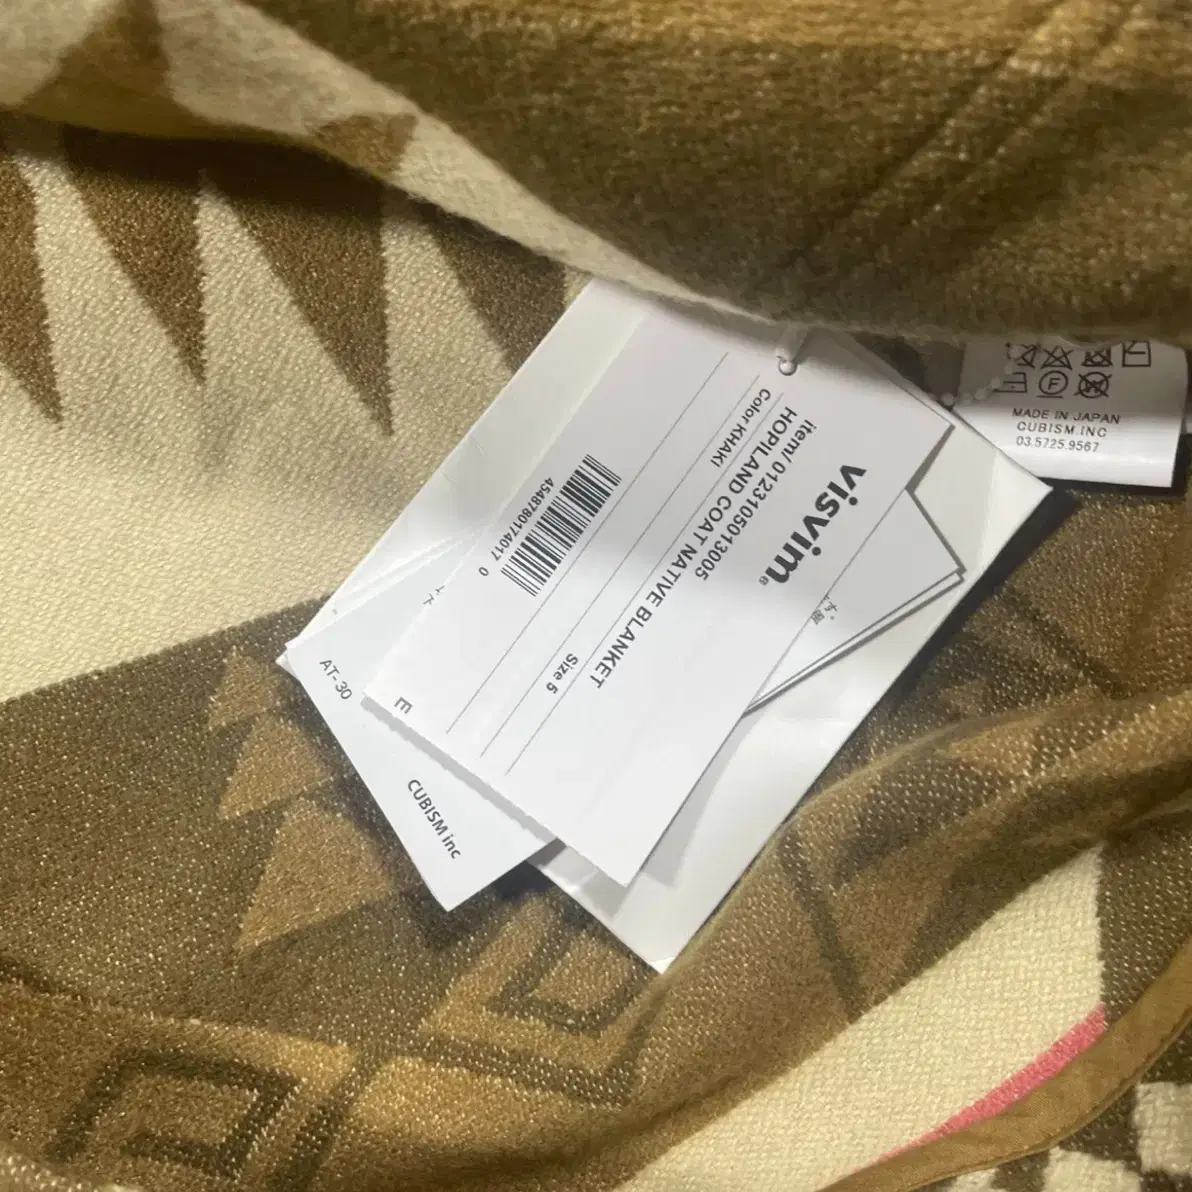 visvim
item/ 0123105013005
HOPILAND COAT NATIVE BLANKET
Color KHAKI
Size 5
4548780174017
0
E
AT-30
CUBISM inc
F
MADE IN JAPAN
CUBISM.INC
03.5725.9567